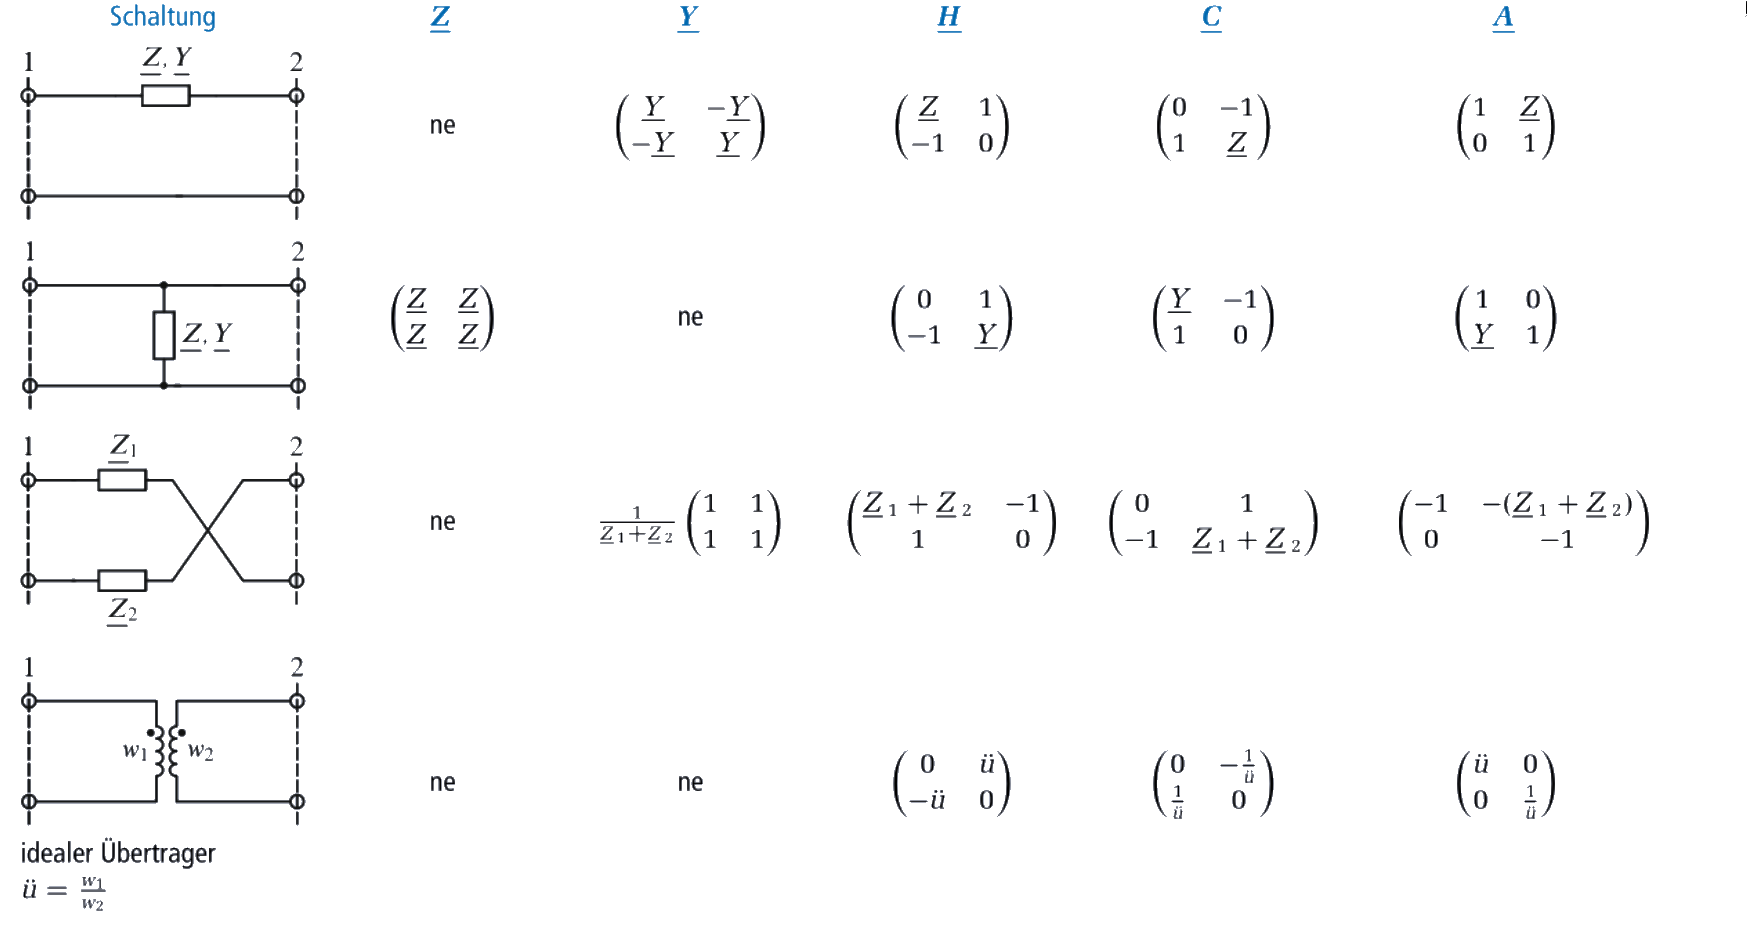 Schaltung Z Y H C A
1 Z, Y 2
ne
( Y −Y ) ( Z 1 ) ( 0 −1 ) ( 1 Z )
( −Y Y ) ( −1 0 ) ( 1 Z ) ( 0 1 )
1 2
Z, Y
( Z Z ) ne ( 0 1 ) ( Y −1 ) ( 1 0 )
( Z Z ) ( −1 Y ) ( 1 0 ) ( Y 1 )
1 Z1 2
Z2
ne 1/(Z1+Z2) ( 1 1 ) ( Z1 + Z2 −1 ) ( 0 1 ) ( −1 −(Z1 + Z2) )
( 1 1 ) ( 1 0 ) ( −1 Z1 + Z2 ) ( 0 −1 )
1 2
w1 w2
ne ne ( 0 ü ) ( 0 −1/ü ) ( ü 0 )
( −ü 0 ) ( 1/ü 0 ) ( 0 1/ü )
idealer Übertrager
ü = w1/w2